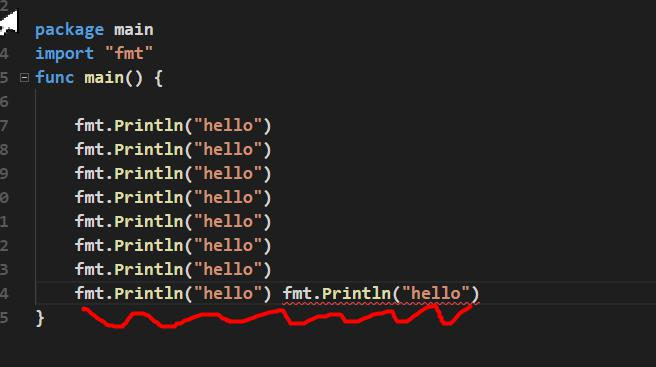 2
package main
4 import "fmt"
5 func main() {
6
7 fmt.Println("hello")
8 fmt.Println("hello")
9 fmt.Println("hello")
0 fmt.Println("hello")
1 fmt.Println("hello")
2 fmt.Println("hello")
3 fmt.Println("hello")
4 fmt.Println("hello") fmt.Println("hello")
5 }